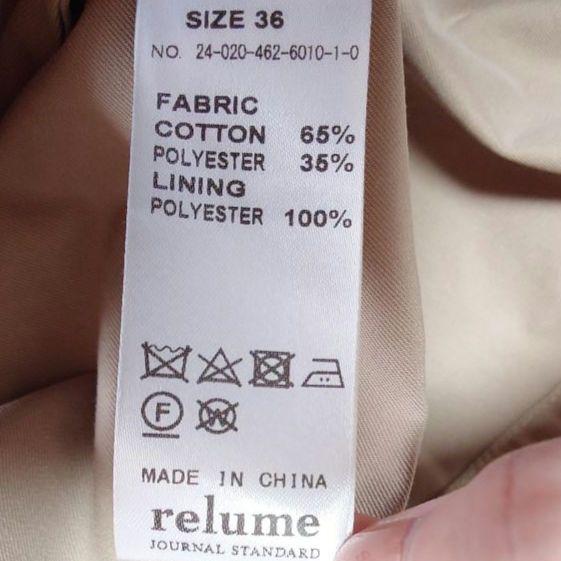 SIZE 36
NO. 24-020-462-6010-1-0
FABRIC
COTTON 65%
POLYESTER 35%
LINING
POLYESTER 100%
F W
MADE IN CHINA
relume
JOURNAL STANDARD